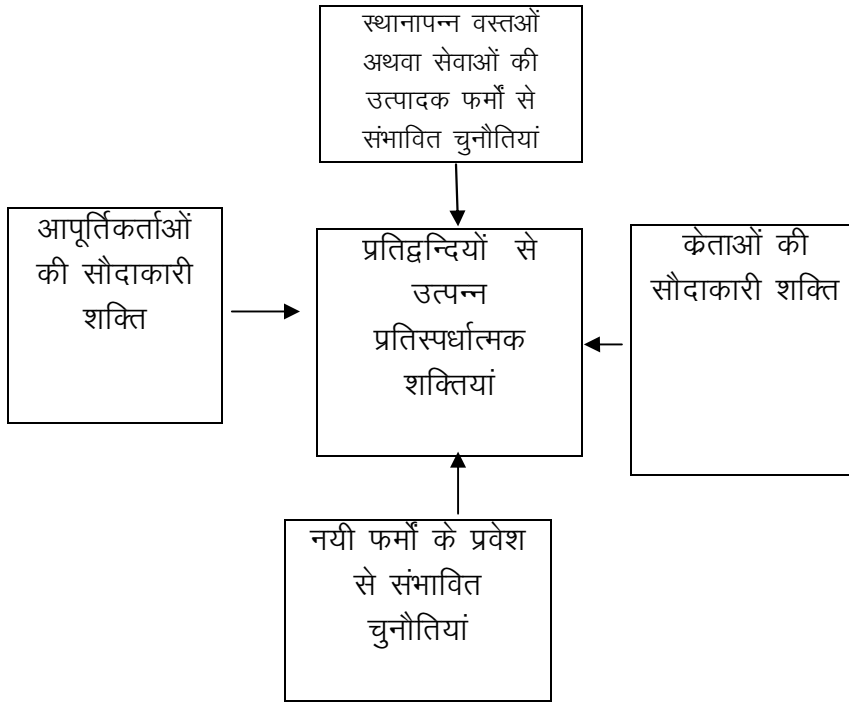 स्थानापन्न वस्तओं
अथवा सेवाओं की
उत्पादक फर्मों से
संभावित चुनौतियां
आपूर्तिकर्ताओं
की सौदाकारी
शक्ति
प्रतिद्वन्दियों से
उत्पन्न
प्रतिस्पर्धात्मक
शक्तियां
क्रेताओं की
सौदाकारी शक्ति
नयी फर्मों के प्रवेश
से संभावित
चुनौतियां